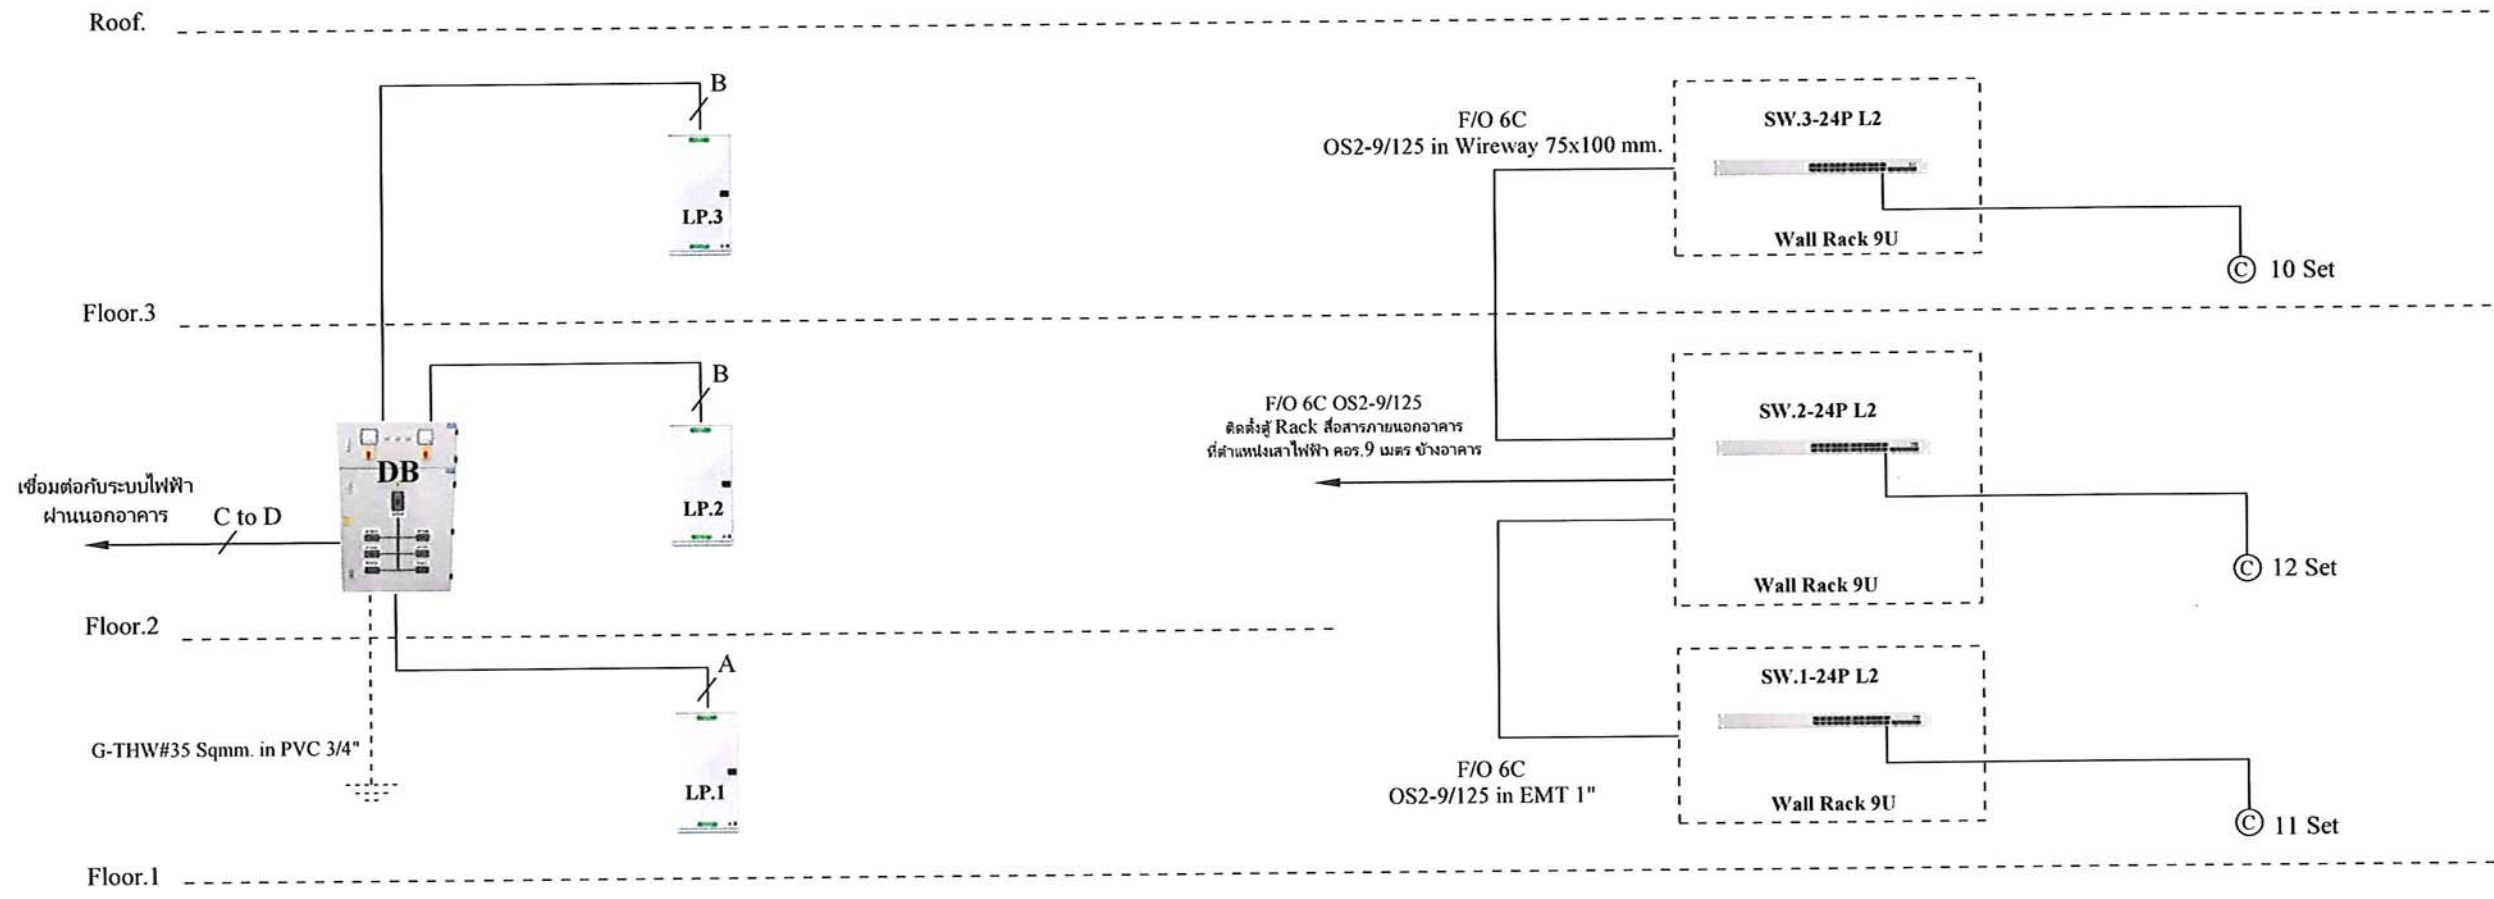 Roof.
B
LP.3
F/O 6C
OS2-9/125 in Wireway 75x100 mm.
SW.3-24P L2
Wall Rack 9U
C 10 Set
Floor.3
B
LP.2
DB
เชื่อมต่อกับระบบไฟฟ้า
ฝานนอกอาคาร
C to D
F/O 6C OS2-9/125
ติดตั้งตู้ Rack สื่อสารภายนอกอาคาร
ที่ตำแหน่งเสาไฟฟ้า คอร.9 เมตร ข้างอาคาร
SW.2-24P L2
Wall Rack 9U
C 12 Set
Floor.2
A
G-THW#35 Sqmm. in PVC 3/4"
LP.1
F/O 6C
OS2-9/125 in EMT 1"
SW.1-24P L2
Wall Rack 9U
C 11 Set
Floor.1